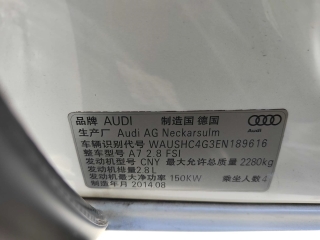 品牌 AUDI 制造国 德国
生产厂 Audi AG Neckarsulm
Audi
车辆识别代号 WAUSHC4G3EN189616
整车型号 A7 2.8 FSI
发动机型号 CNY 最大允许总质量 2280kg
发动机排量2.8L
发动机最大净功率 150KW 乘坐人数4
制造年月 2014 08